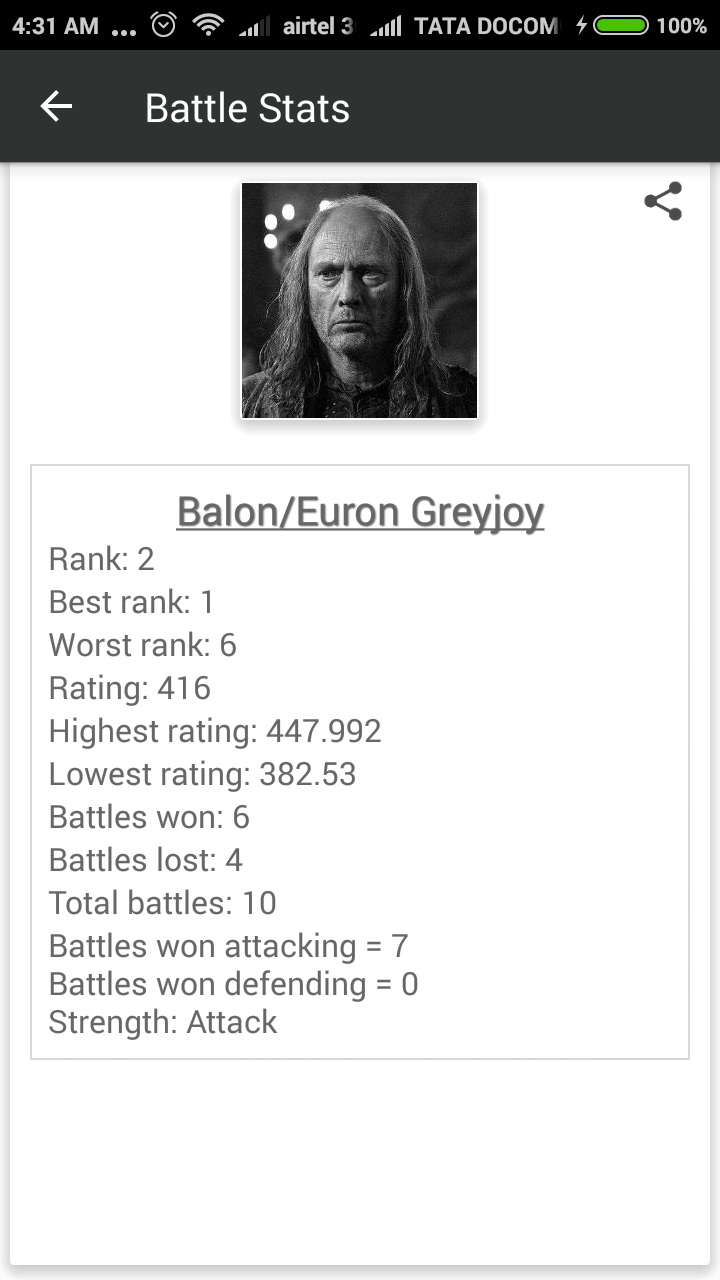 4:31 AM ... airtel 3 TATA DOCOM 100%
Battle Stats
Balon/Euron Greyjoy
Rank: 2
Best rank: 1
Worst rank: 6
Rating: 416
Highest rating: 447.992
Lowest rating: 382.53
Battles won: 6
Battles lost: 4
Total battles: 10
Battles won attacking = 7
Battles won defending = 0
Strength: Attack